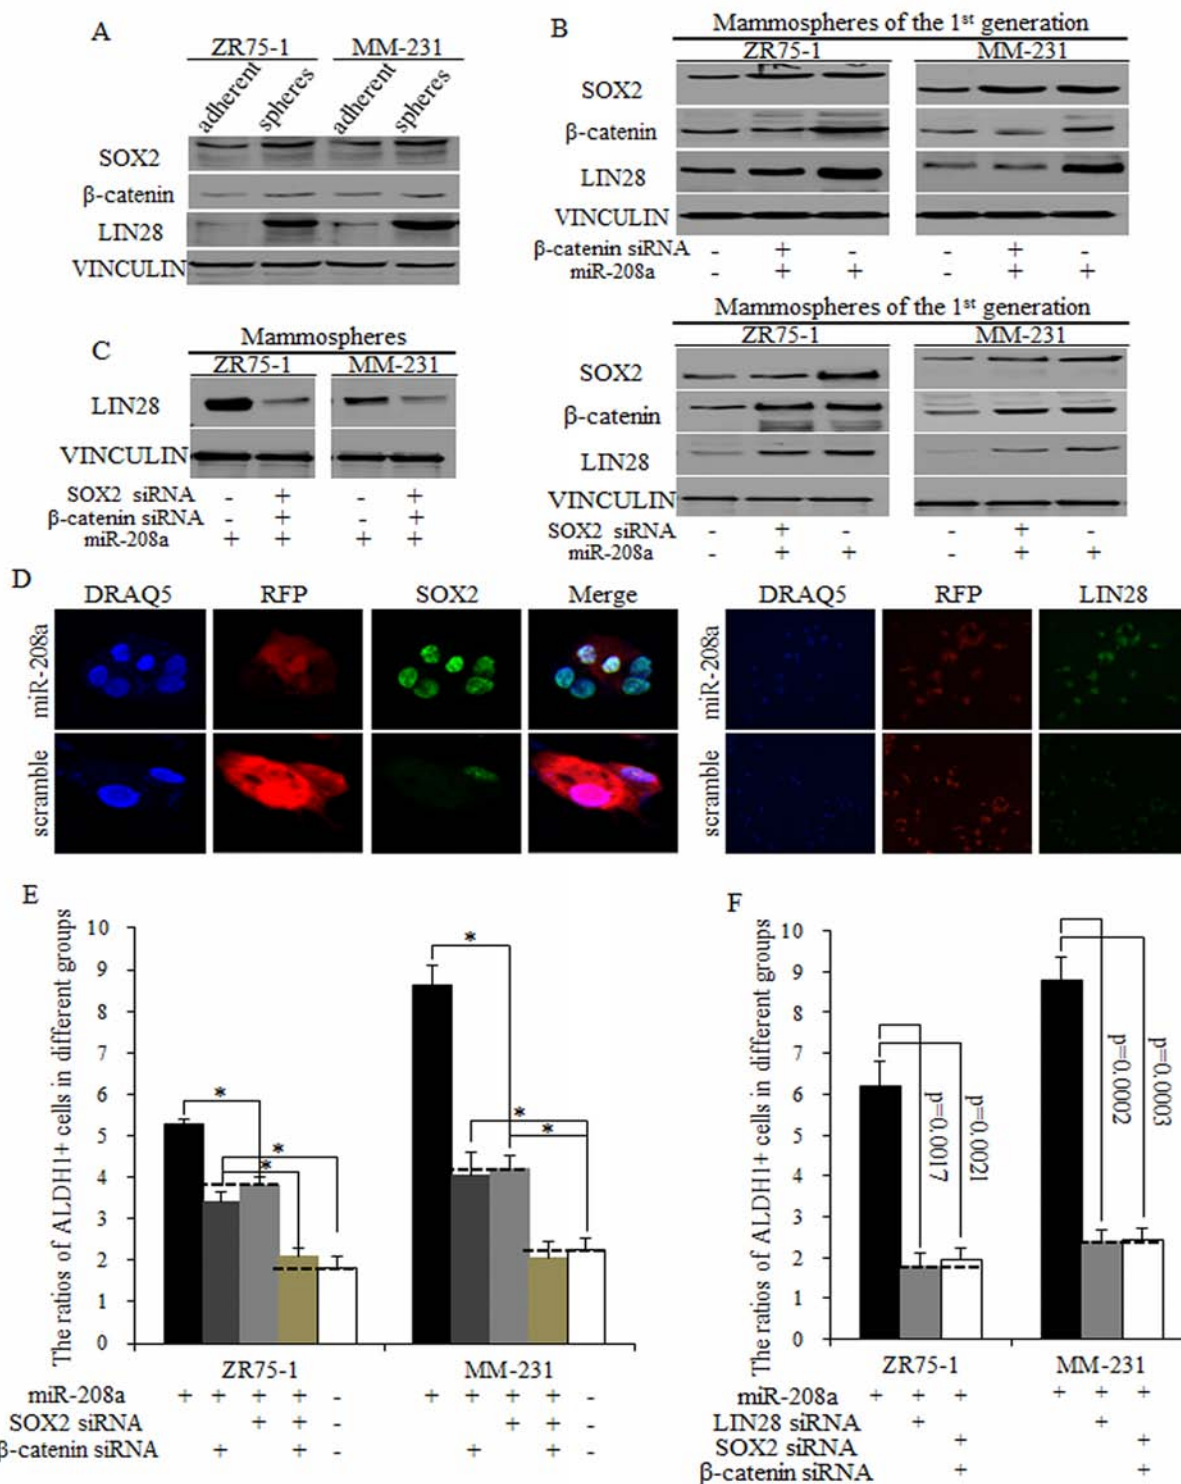 A
ZR75-1 MM-231
adherent spheres adherent spheres
SOX2
β-catenin
LIN28
VINCULIN
B
Mammospheres of the 1st generation
ZR75-1 MM-231
SOX2
β-catenin
LIN28
VINCULIN
β-catenin siRNA - + - - + -
miR-208a - + + - + +
Mammospheres of the 1st generation
ZR75-1 MM-231
SOX2
β-catenin
LIN28
VINCULIN
SOX2 siRNA - + - - + -
miR-208a - + + - + +
C
Mammospheres
ZR75-1 MM-231
LIN28
VINCULIN
SOX2 siRNA - + - +
β-catenin siRNA - + - +
miR-208a + + + +
D
DRAQ5 RFP SOX2 Merge DRAQ5 RFP LIN28
miR-208a miR-208a
scramble scramble
E
The ratios of ALDH1+ cells in different groups
10
9
8
7
6
5
4
3
2
1
0
* * * * * *
ZR75-1 MM-231
miR-208a + + + + - + + + + -
SOX2 siRNA + + - + + -
β-catenin siRNA + + - + + -
F
The ratios of ALDH1+ cells in different groups
10
9
8
7
6
5
4
3
2
1
0
p=0.0017
p=0.0021
p=0.0002
p=0.0003
ZR75-1 MM-231
miR-208a + + + + + +
LIN28 siRNA + +
SOX2 siRNA + +
β-catenin siRNA + +